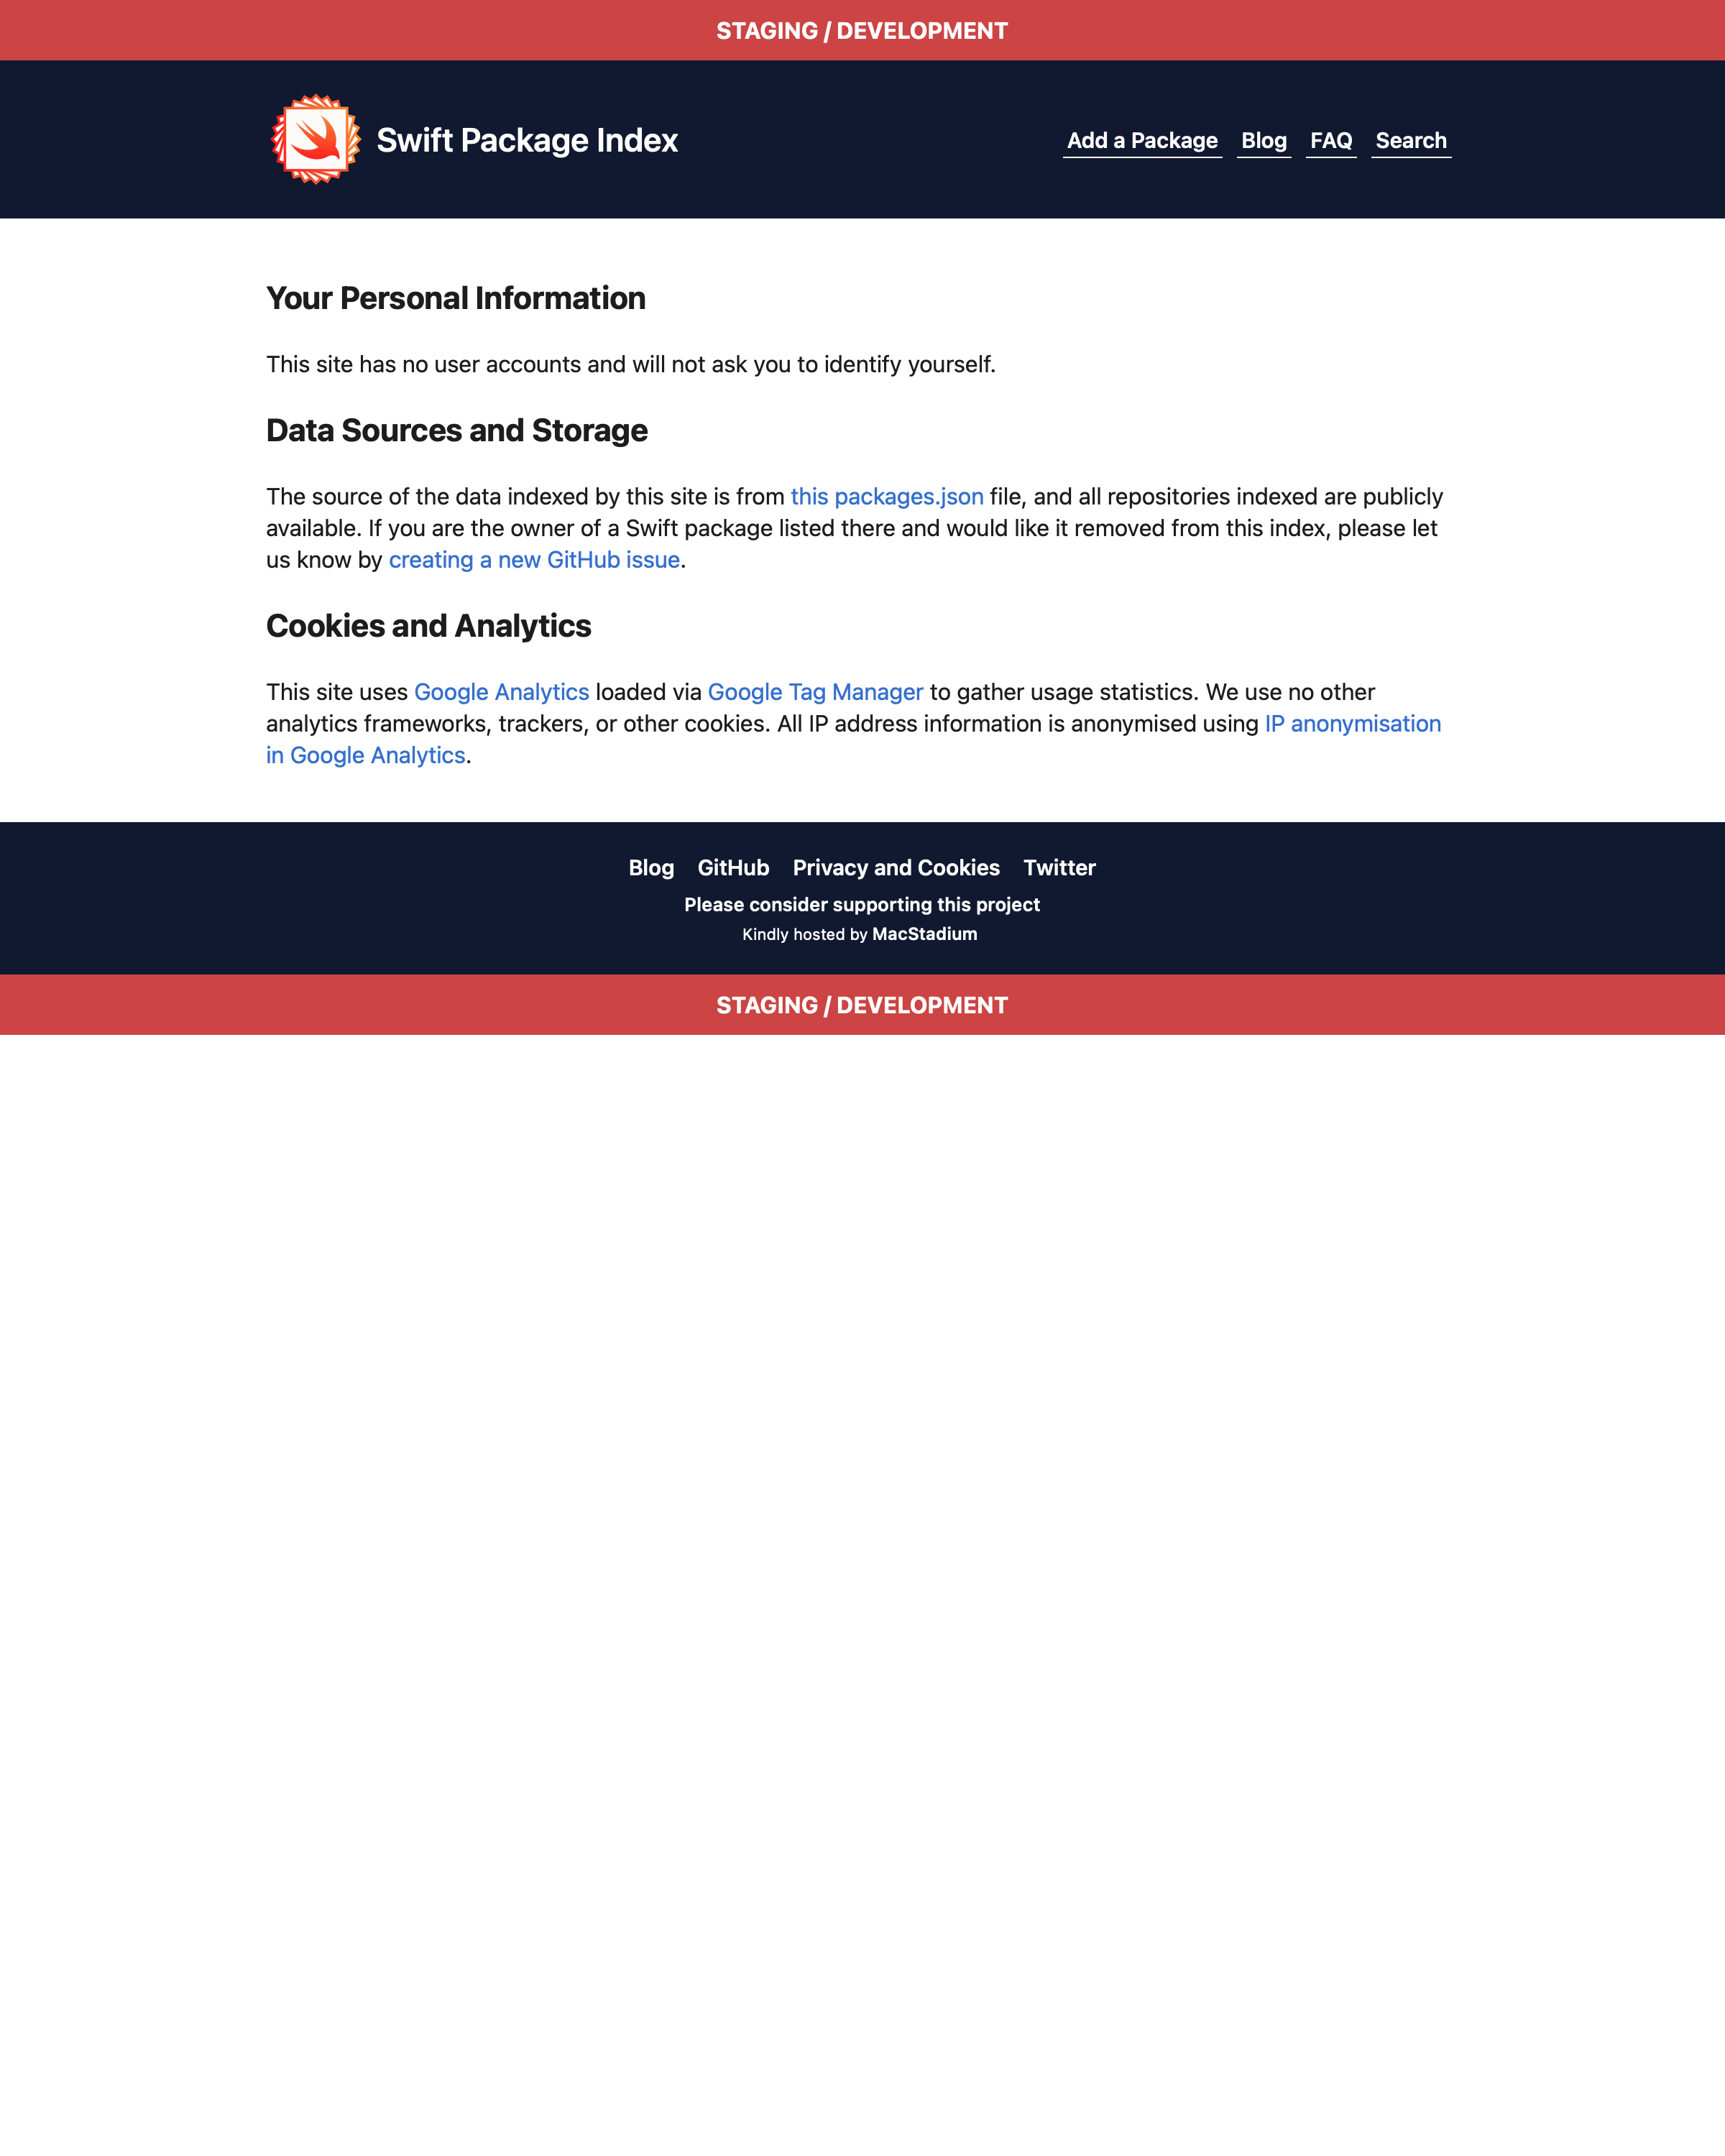 STAGING / DEVELOPMENT
Swift Package Index
Add a Package Blog FAQ Search
Your Personal Information
This site has no user accounts and will not ask you to identify yourself.
Data Sources and Storage
The source of the data indexed by this site is from this packages.json file, and all repositories indexed are publicly
available. If you are the owner of a Swift package listed there and would like it removed from this index, please let
us know by creating a new GitHub issue.
Cookies and Analytics
This site uses Google Analytics loaded via Google Tag Manager to gather usage statistics. We use no other
analytics frameworks, trackers, or other cookies. All IP address information is anonymised using IP anonymisation
in Google Analytics.
Blog GitHub Privacy and Cookies Twitter
Please consider supporting this project
Kindly hosted by MacStadium
STAGING / DEVELOPMENT